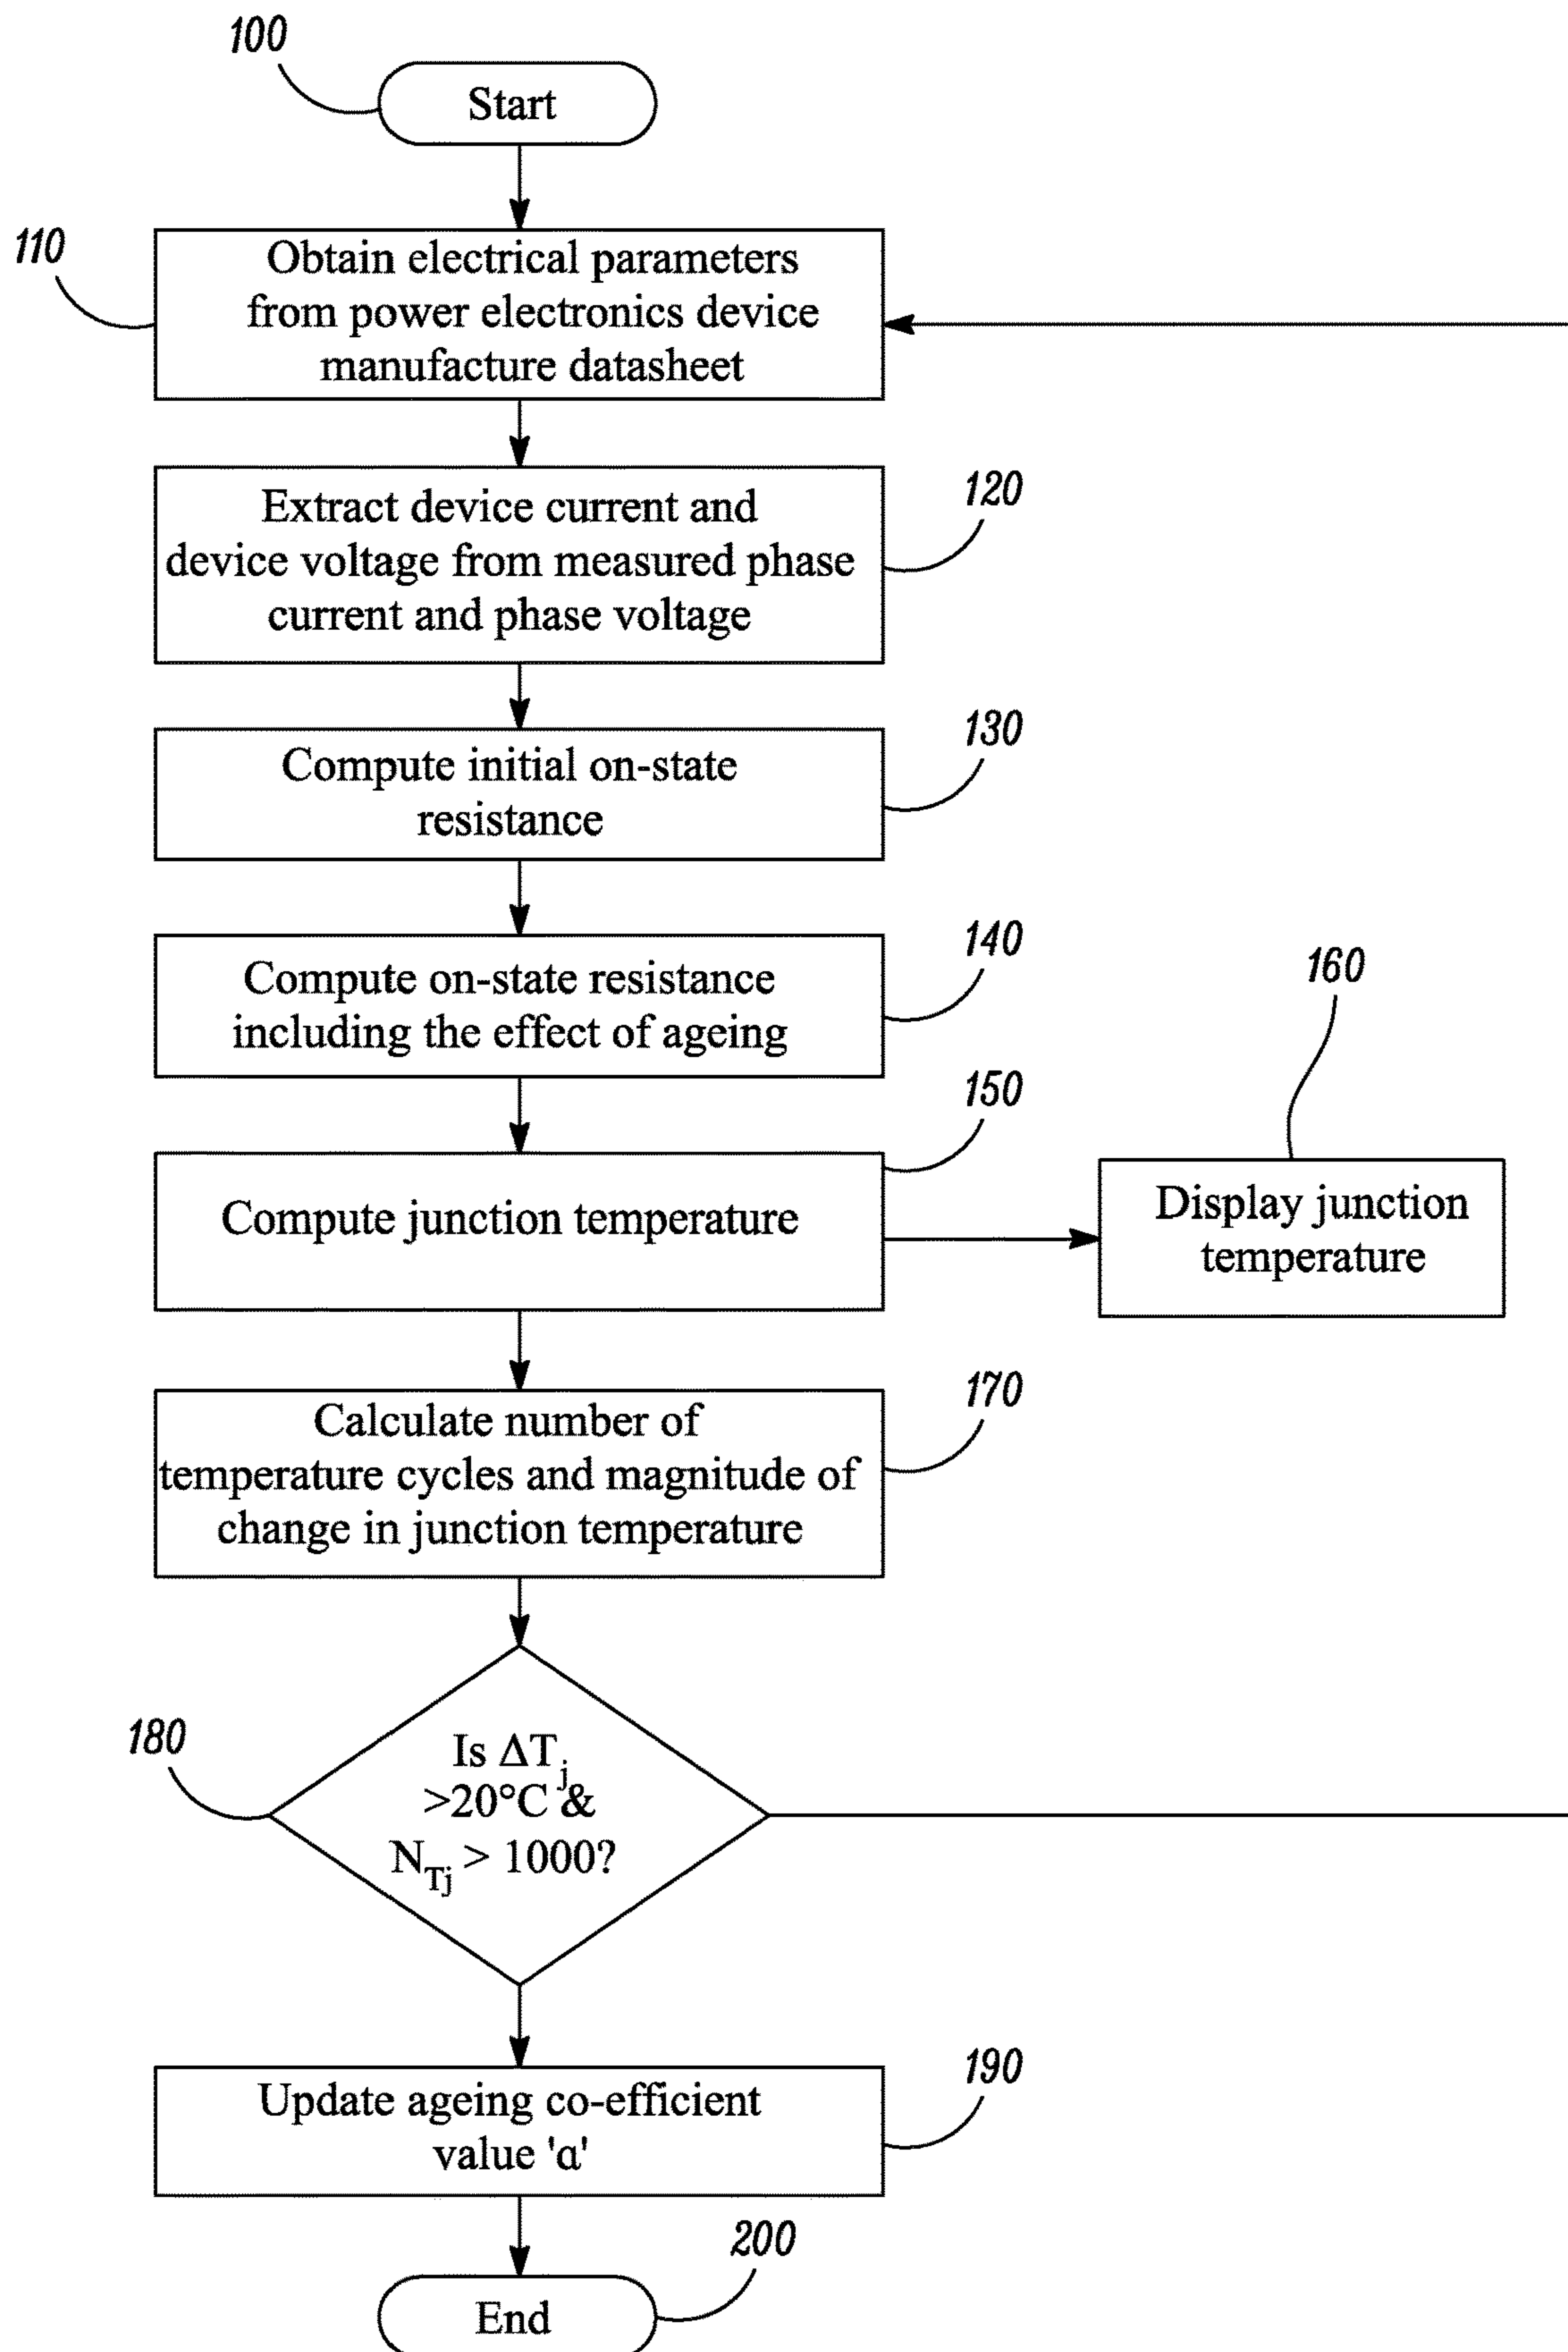 100
Start
110
Obtain electrical parameters
from power electronics device
manufacture datasheet
120
Extract device current and
device voltage from measured phase
current and phase voltage
130
Compute initial on-state
resistance
140
Compute on-state resistance
including the effect of ageing
150
Compute junction temperature
160
Display junction
temperature
170
Calculate number of
temperature cycles and magnitude of
change in junction temperature
180
Is ΔTj
>20°C &
NTj > 1000?
190
Update ageing co-efficient
value 'α'
200
End